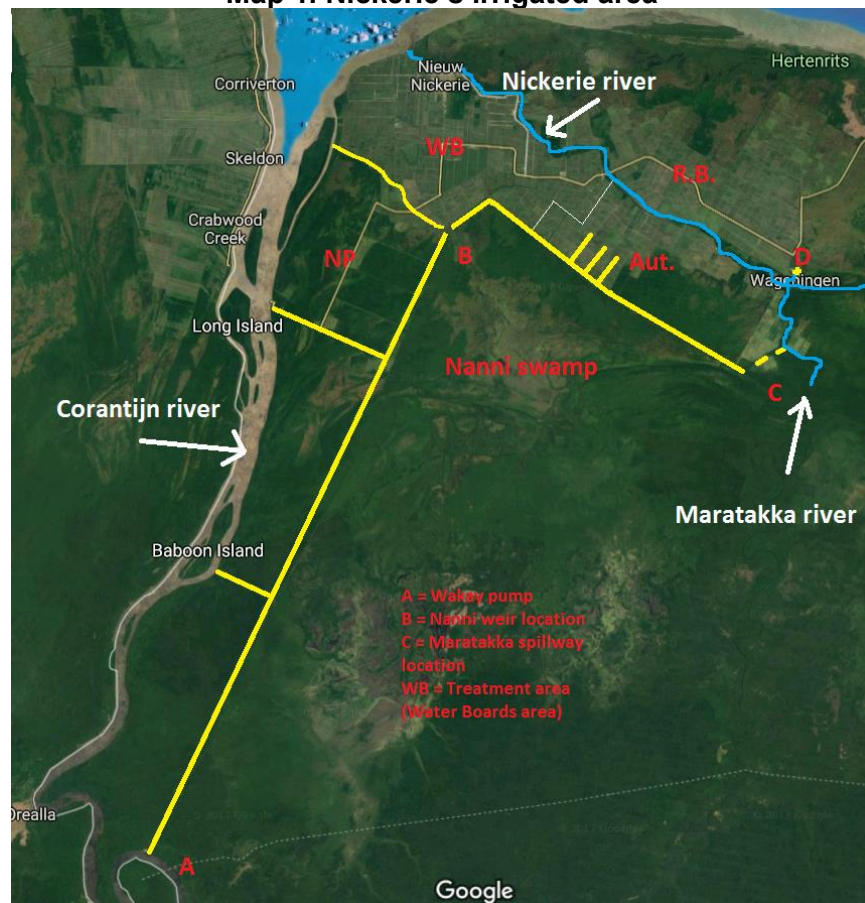 Map 1: Nickerie's irrigated area
Corriverton
Nieuw
Nickerie
Nickerie river
Hertenrits
Skeldon
WB
R.B.
Crabwood
Creek
NP
B
Aut.
D
Wageningen
Long Island
Nanni swamp
C
Corantijn river
Maratakka river
Baboon Island
A = Wakay pump
B = Nanni weir location
C = Maratakka spillway
location
WB = Treatment area
(Water Boards area)
Orealla
A
Google